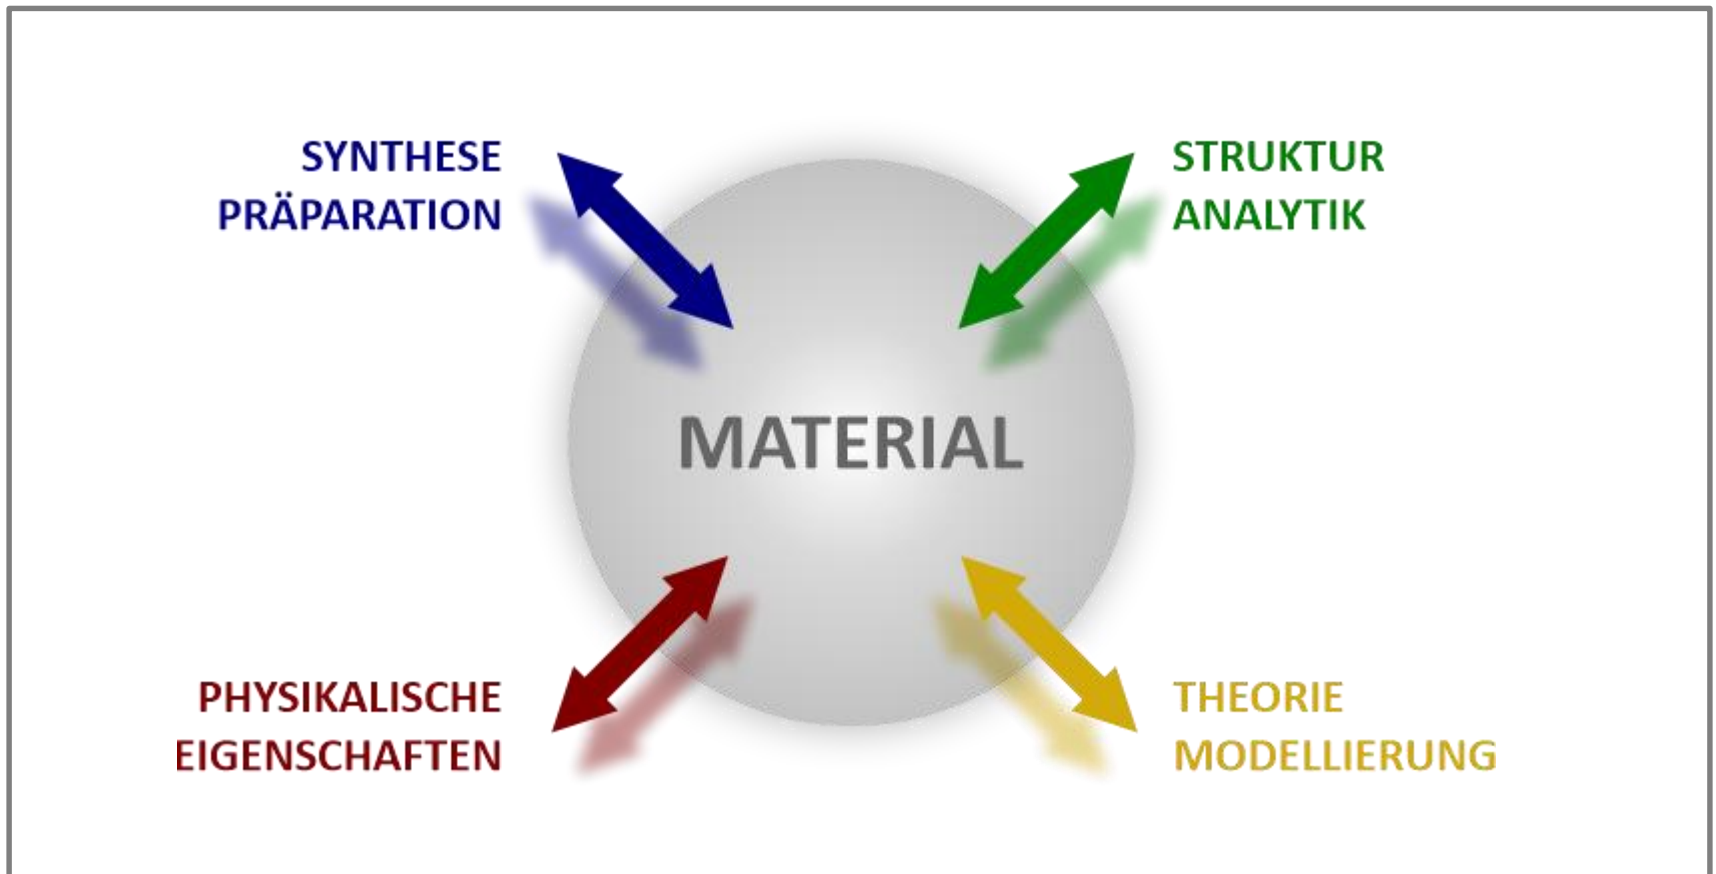 SYNTHESE
PRÄPARATION
STRUKTUR
ANALYTIK
MATERIAL
PHYSIKALISCHE
EIGENSCHAFTEN
THEORIE
MODELLIERUNG